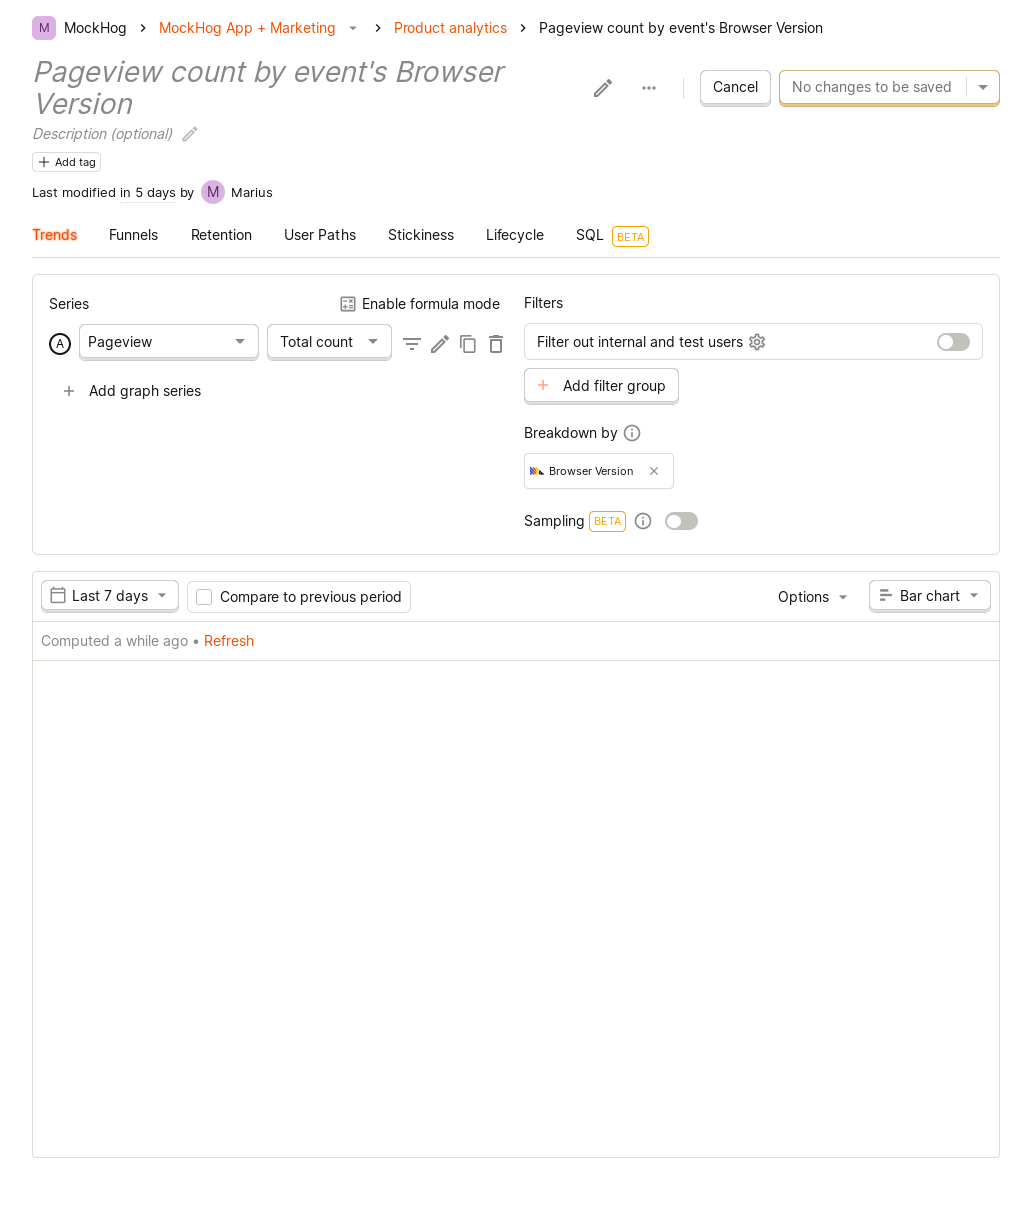 M MockHog MockHog App + Marketing Product analytics Pageview count by event's Browser Version
Pageview count by event's Browser
Version
Cancel No changes to be saved
Description (optional)
Add tag
Last modified in 5 days by M Marius
Trends Funnels Retention User Paths Stickiness Lifecycle SQL BETA
Series Enable formula mode
A Pageview Total count
Add graph series
Filters
Filter out internal and test users
Add filter group
Breakdown by
Browser Version
Sampling BETA
Last 7 days Compare to previous period Options Bar chart
Computed a while ago • Refresh